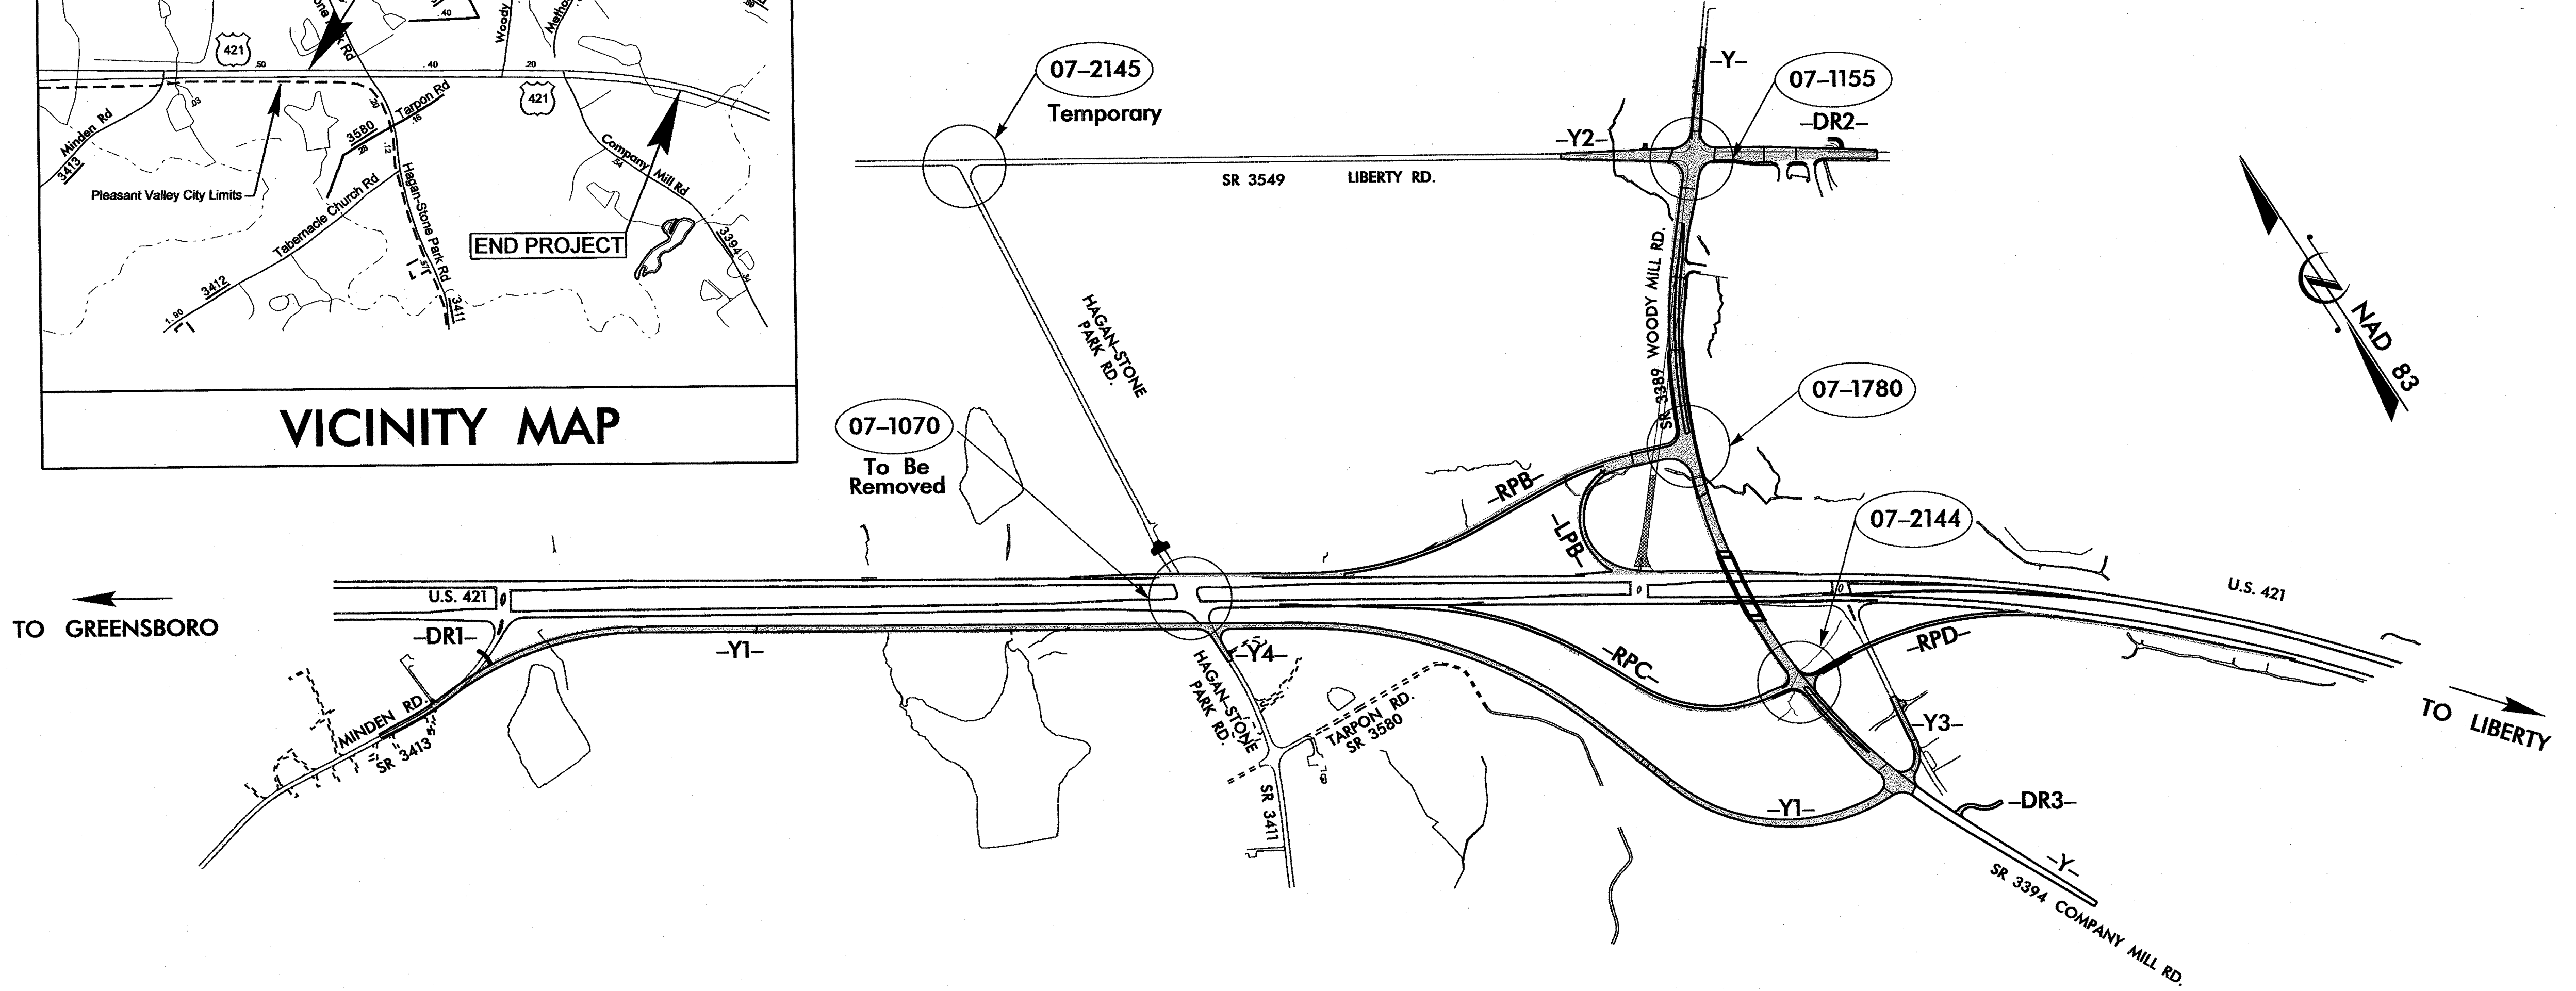 421
.50
.40
.20
.40
421
Woody
Minden Rd
3413
.03
.20
Tarpon Rd
.16
3580
.28
.12
Company Mill Rd
.54
Pleasant Valley City Limits
Tabernacle Church Rd
Hagan-Stone Park Rd
END PROJECT
3394
3412
1.90
3411
VICINITY MAP
07–2145
Temporary
–Y–
07–1155
–DR2–
–Y2–
SR 3549 LIBERTY RD.
HAGAN–STONE
PARK RD.
SR 3389 WOODY MILL RD.
NAD 83
07–1780
07–1070
To Be
Removed
–RPB–
–LPB–
07–2144
U.S. 421
U.S. 421
TO GREENSBORO
–DR1–
–Y1–
–Y4–
–RPC–
–RPD–
HAGAN–STONE
PARK RD.
TARPON RD.
SR 3580
MINDEN RD.
SR 3413
–Y3–
TO LIBERTY
SR 3411
–Y1–
–DR3–
–Y–
SR 3394 COMPANY MILL RD.